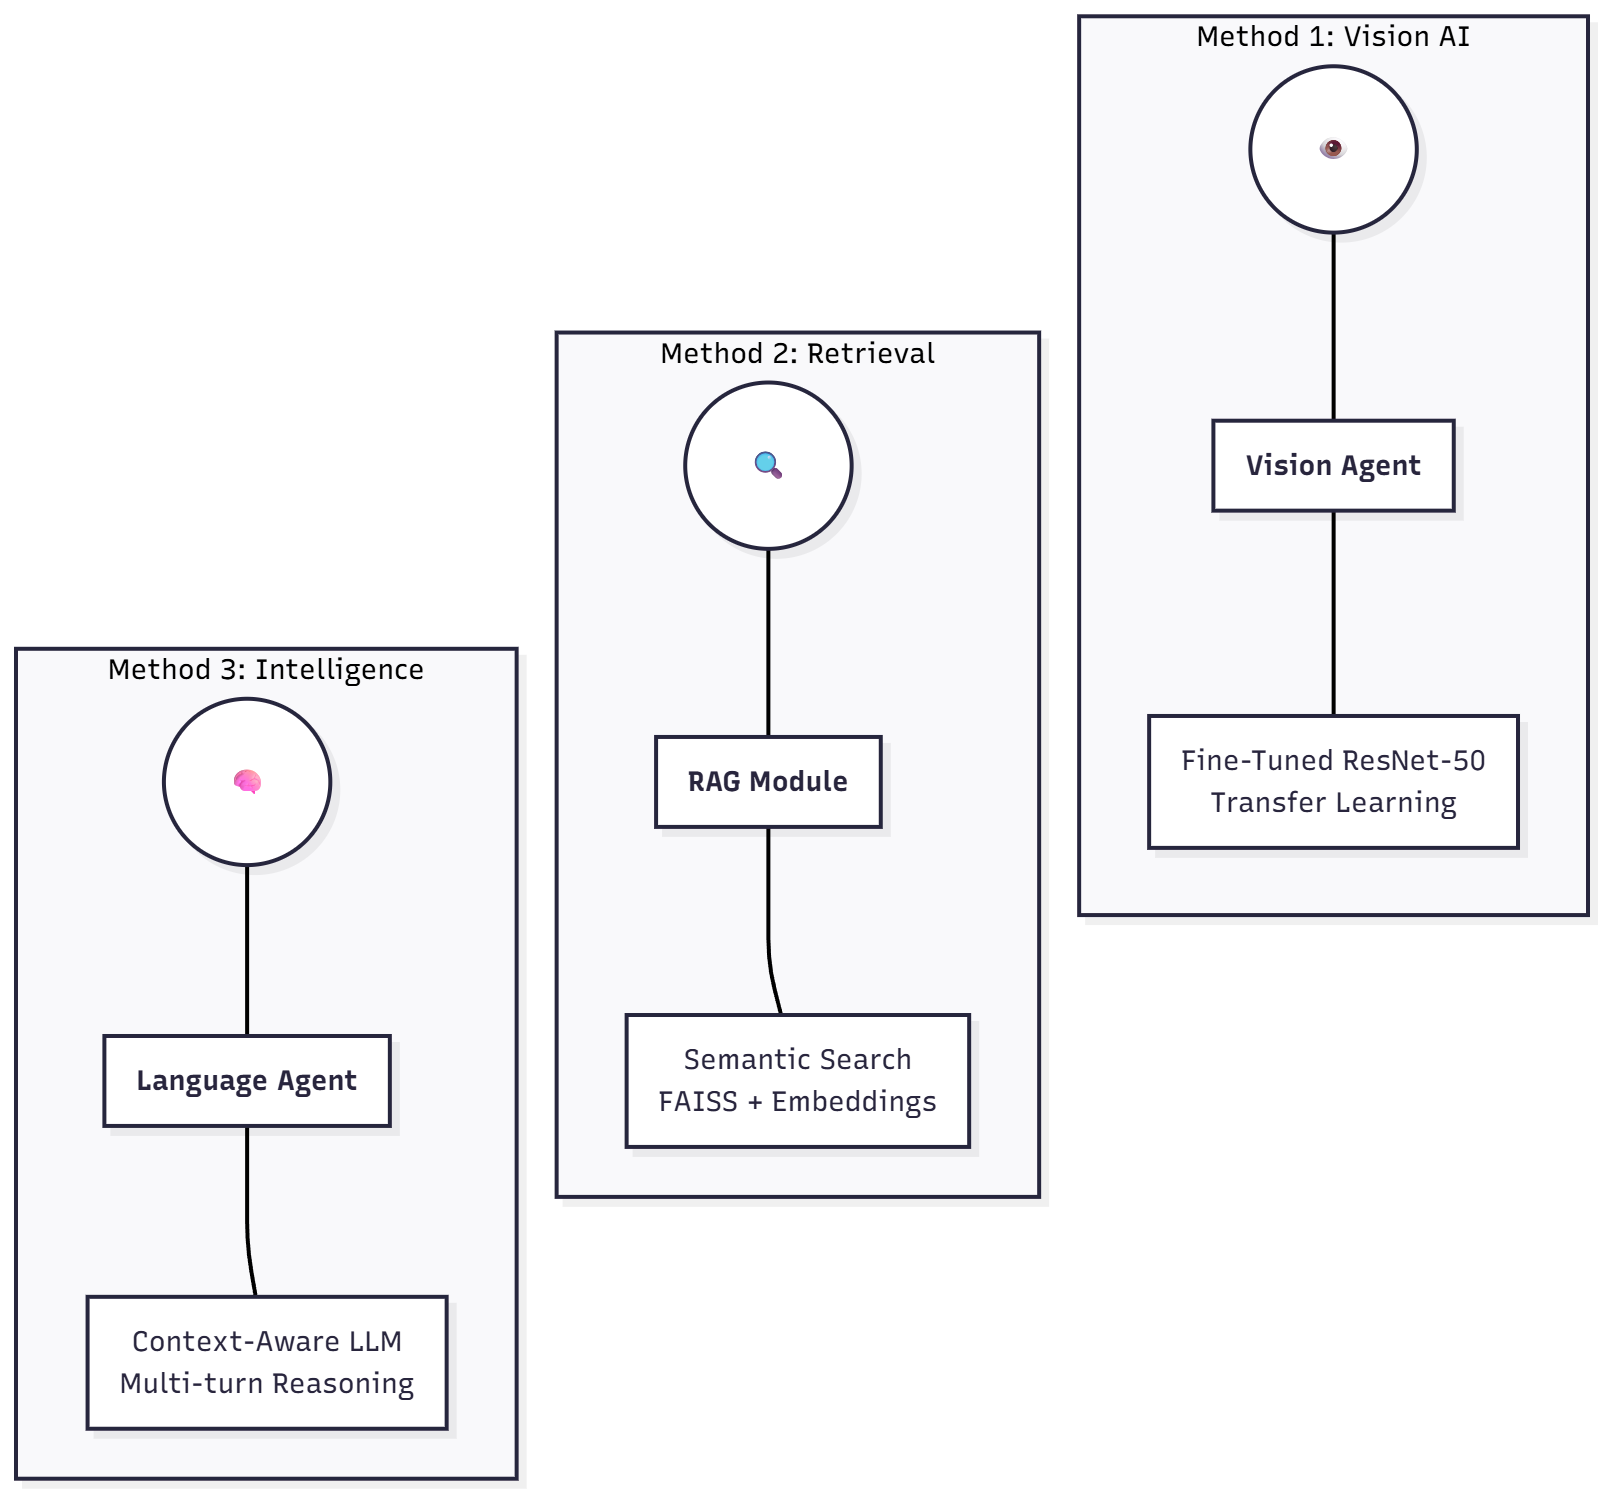 Method 1: Vision AI
Vision Agent
Fine-Tuned ResNet-50
Transfer Learning
Method 2: Retrieval
RAG Module
Semantic Search
FAISS + Embeddings
Method 3: Intelligence
Language Agent
Context-Aware LLM
Multi-turn Reasoning